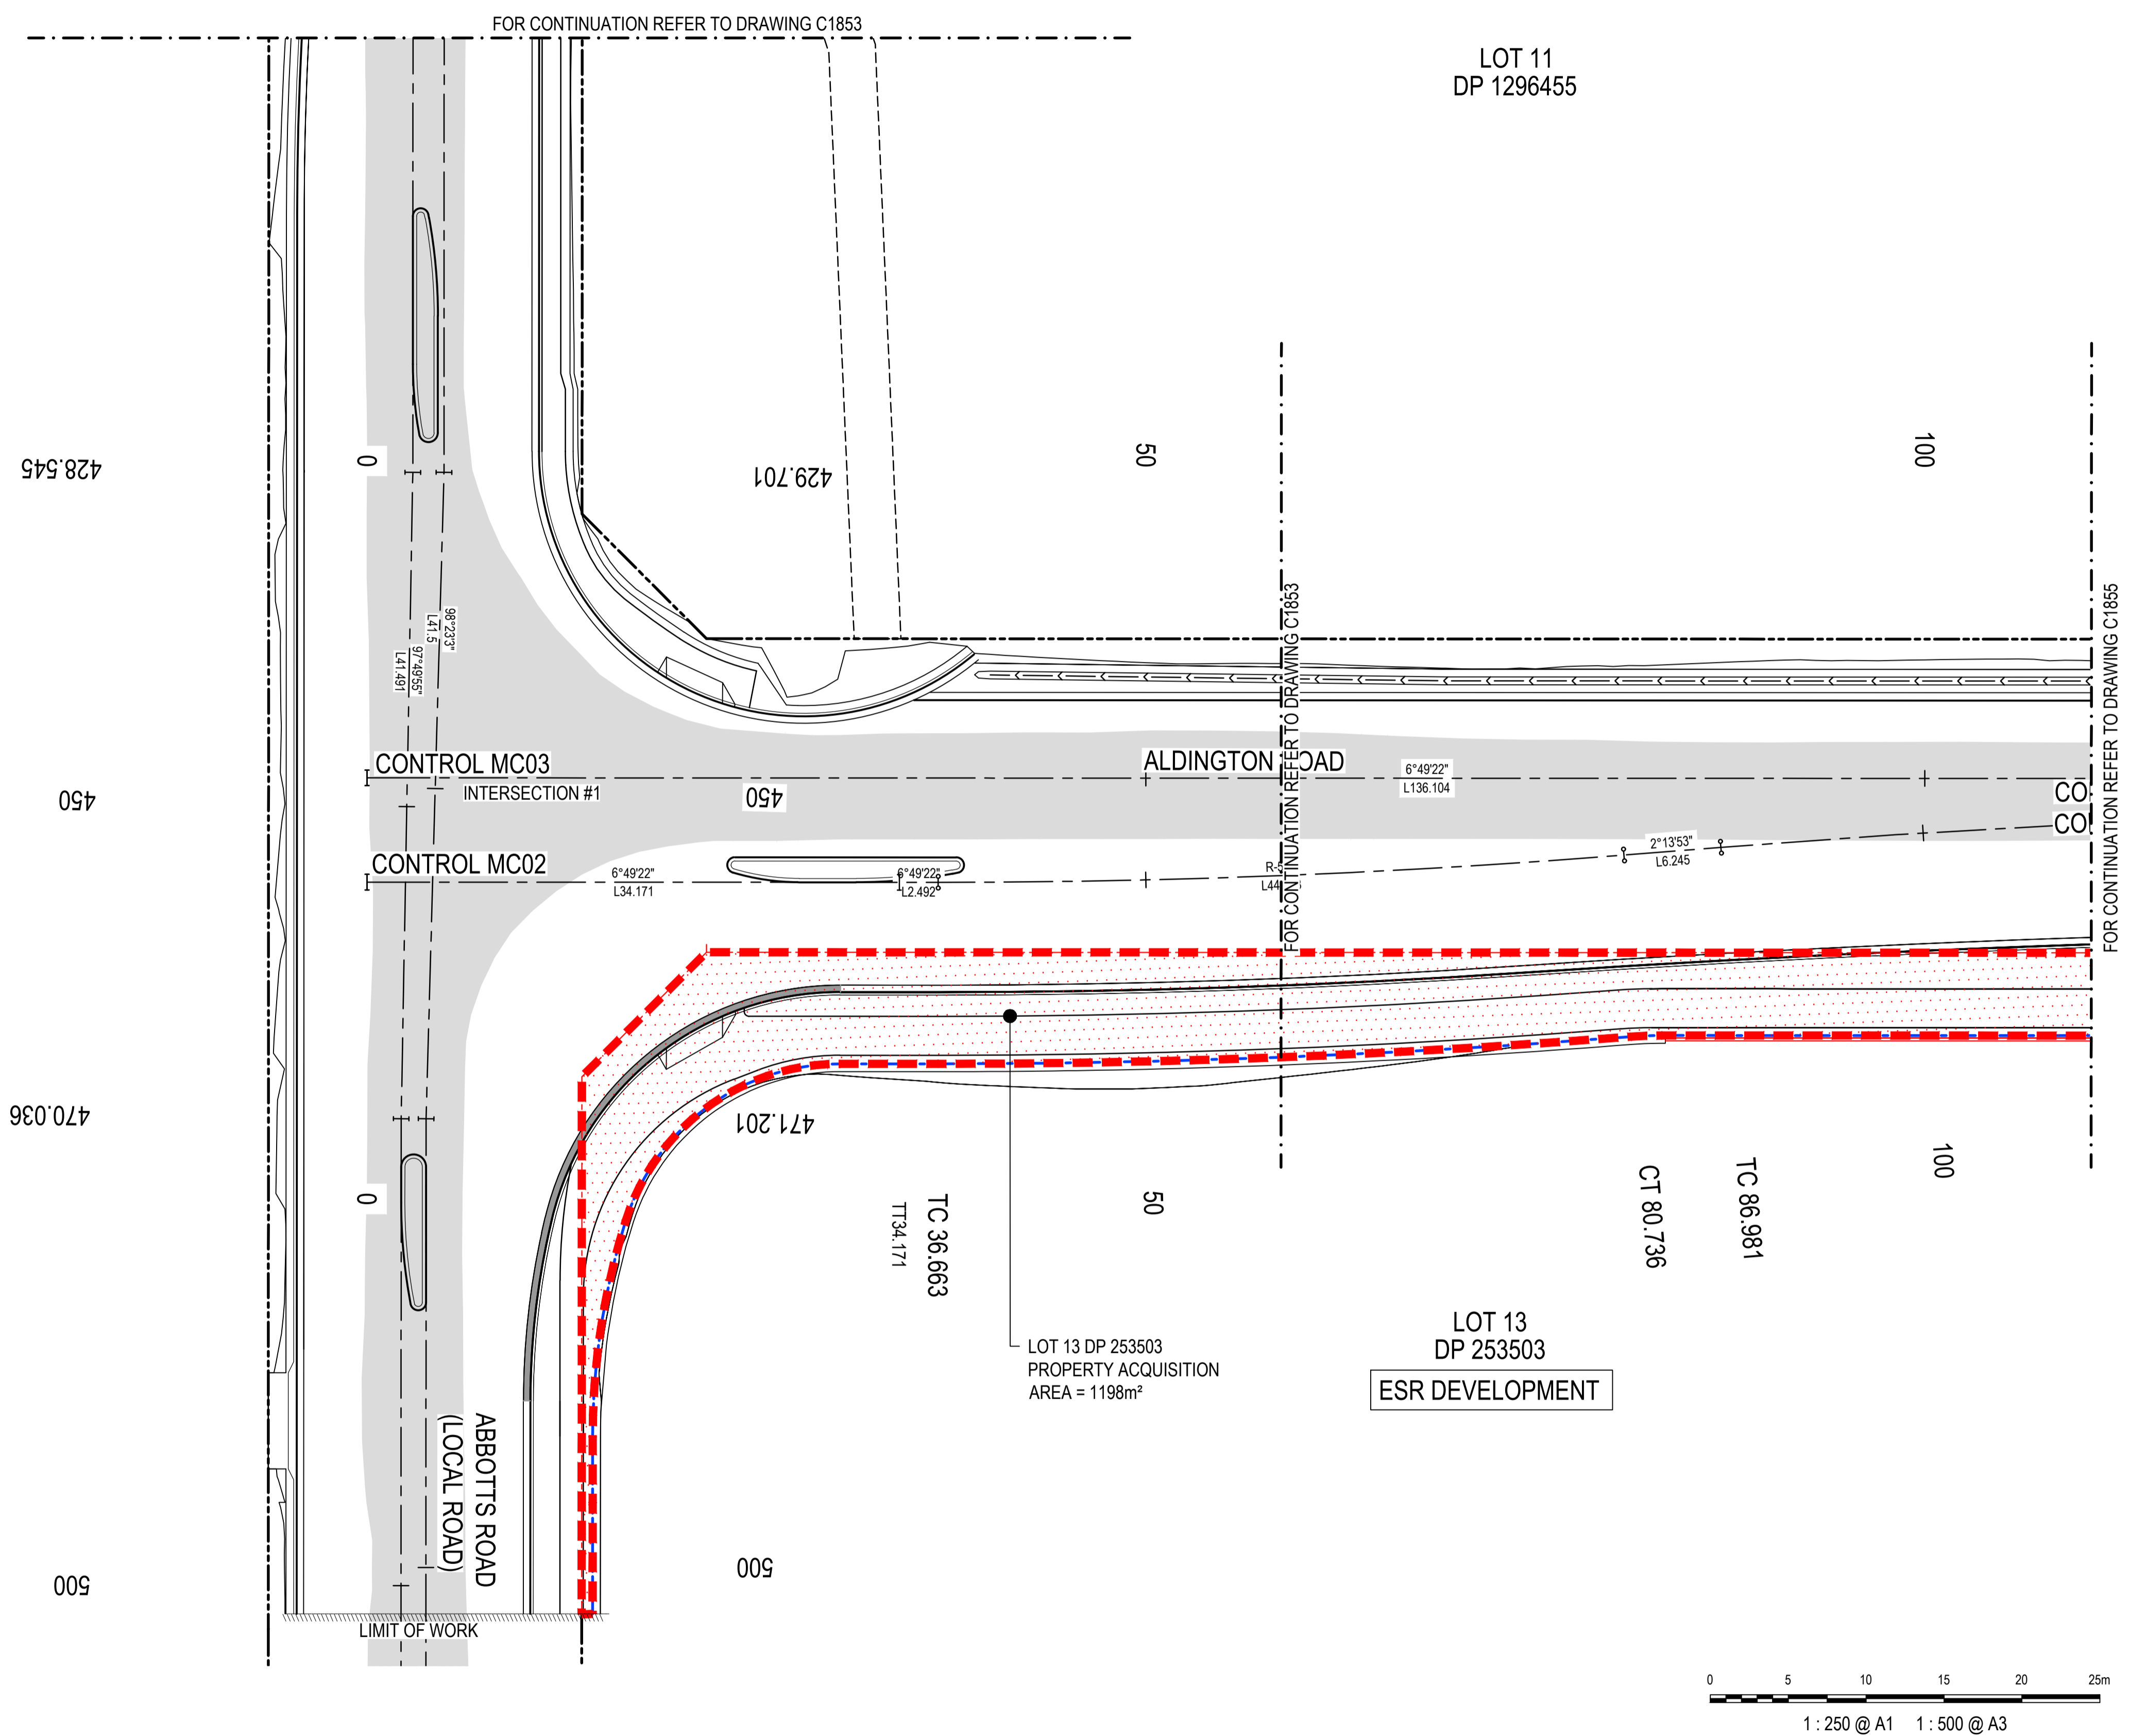 FOR CONTINUATION REFER TO DRAWING C1853
LOT 11
DP 1296455
428.545
0
429.701
50
100
98°23'3"
L41.5
97°49'55"
L41.491
FOR CONTINUATION REFER TO DRAWING C1853
FOR CONTINUATION REFER TO DRAWING C1855
CONTROL MC03
INTERSECTION #1
ALDINGTON ROAD
6°49'22"
L136.104
450
450
CO
CO
CONTROL MC02
6°49'22"
L34.171
6°49'22"
L2.492
R-5
L44
2°13'53"
L6.245
470.036
0
471.201
TT34.171
TC 36.663
50
CT 80.736
TC 86.981
100
LOT 13 DP 253503
PROPERTY ACQUISITION
AREA = 1198m²
LOT 13
DP 253503
ESR DEVELOPMENT
ABBOTTS ROAD
(LOCAL ROAD)
500
500
LIMIT OF WORK
0 5 10 15 20 25m
1 : 250 @ A1 1 : 500 @ A3